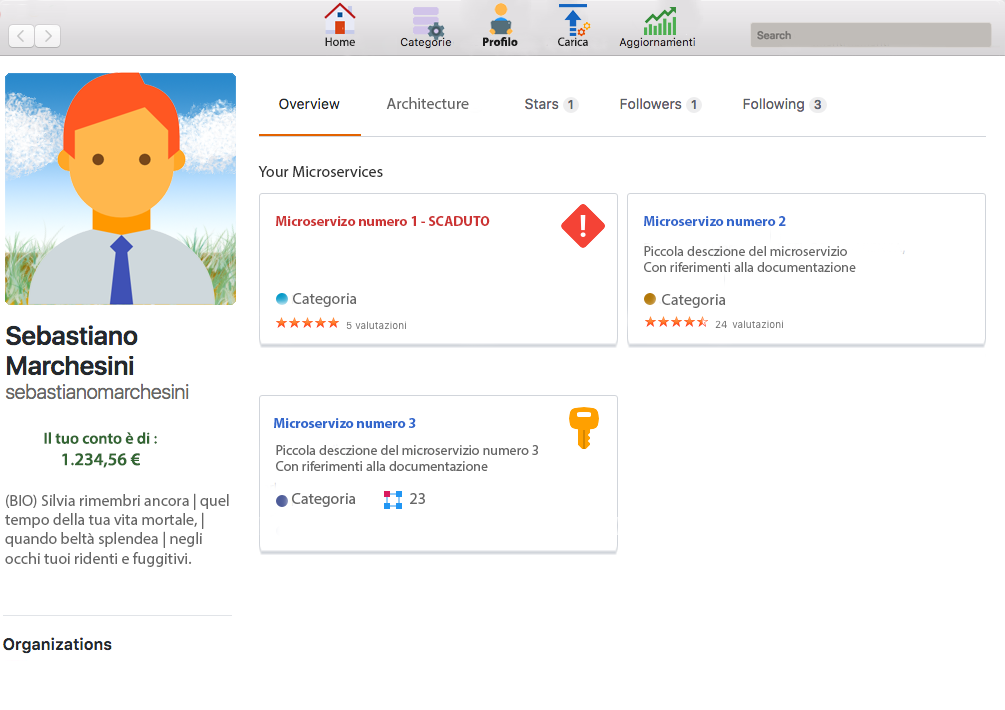 Home
Categorie
Profilo
Carica
Aggiornamenti
Search
Overview
Architecture
Stars 1
Followers 1
Following 3
Sebastiano
Marchesini
sebastianomarchesini
Il tuo conto è di :
1.234,56 €
(BIO) Silvia rimembri ancora | quel
tempo della tua vita mortale, |
quando beltà splendea | negli
occhi tuoi ridenti e fuggitivi.
Organizations
Your Microservices
Microservizo numero 1 - SCADUTO
!
Categoria
5 valutazioni
Microservizo numero 2
Piccola desczione del microservizio
Con riferimenti alla documentazione
Categoria
24 valutazioni
Microservizo numero 3
Piccola desczione del microservizio numero 3
Con riferimenti alla documentazione
Categoria
23